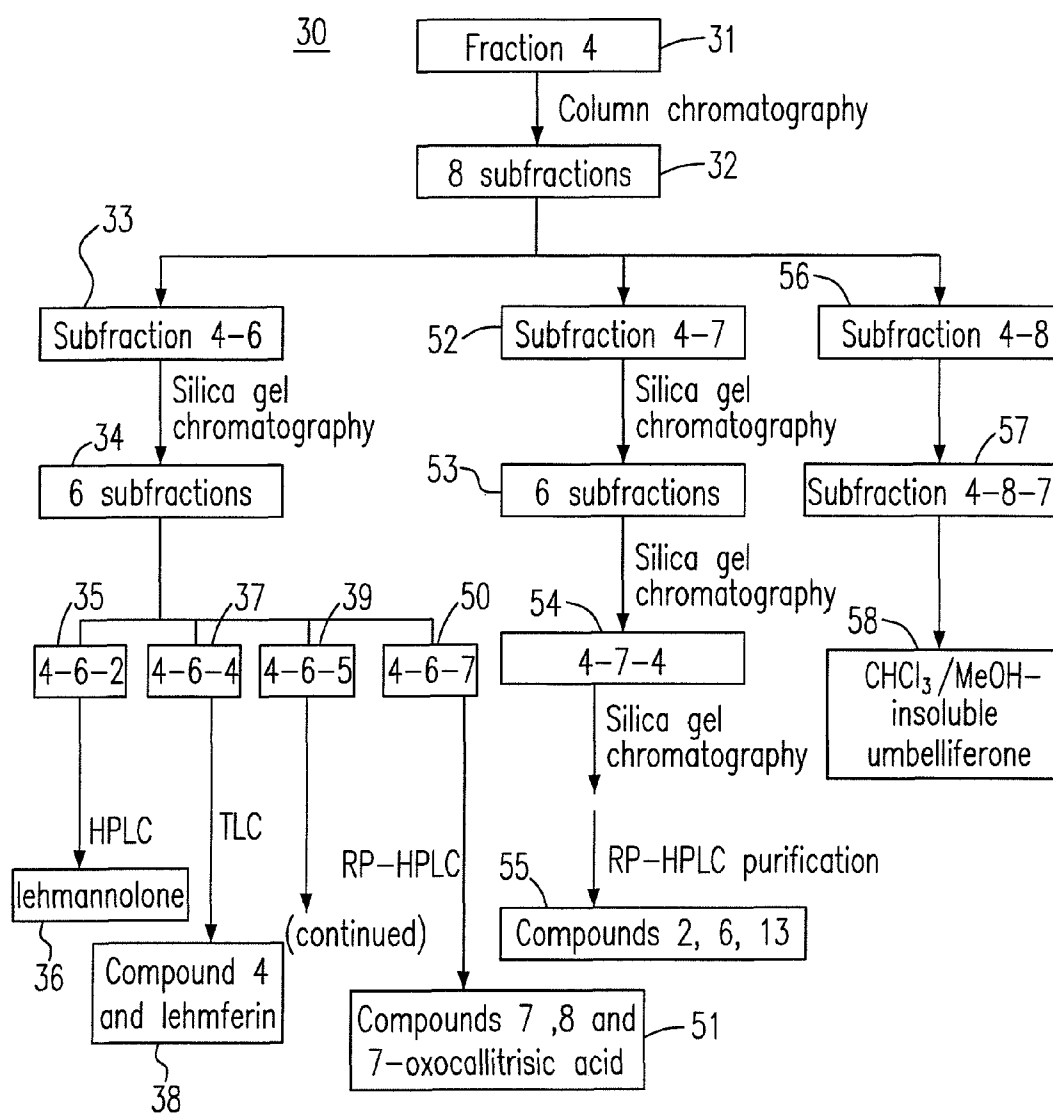 30
Fraction 4
31
Column chromatography
8 subfractions
32
33
Subfraction 4-6
52
Subfraction 4-7
56
Subfraction 4-8
Silica gel
chromatography
Silica gel
chromatography
34
6 subfractions
53
6 subfractions
57
Subfraction 4-8-7
Silica gel
chromatography
35
4-6-2
37
4-6-4
39
4-6-5
50
4-6-7
54
4-7-4
58
CHCl₃/MeOH-
insoluble
umbelliferone
Silica gel
chromatography
HPLC
TLC
RP-HPLC
RP-HPLC purification
lehmannolone
36
(continued)
55
Compounds 2, 6, 13
Compound 4
and lehmferin
38
Compounds 7 ,8 and
7-oxocallitrisic acid
51